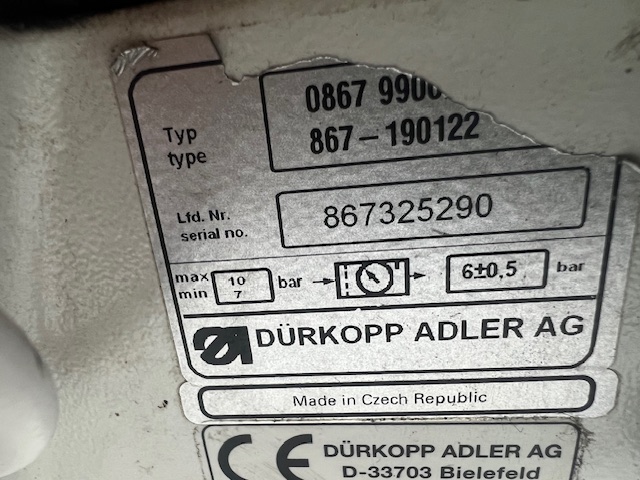 0867 990
Typ
type
867-190122
Lfd. Nr.
serial no.
867325290
max
min
10
7
bar
6±0,5
bar
DÜRKOPP ADLER AG
Made in Czech Republic
CE
DÜRKOPP ADLER AG
D-33703 Bielefeld